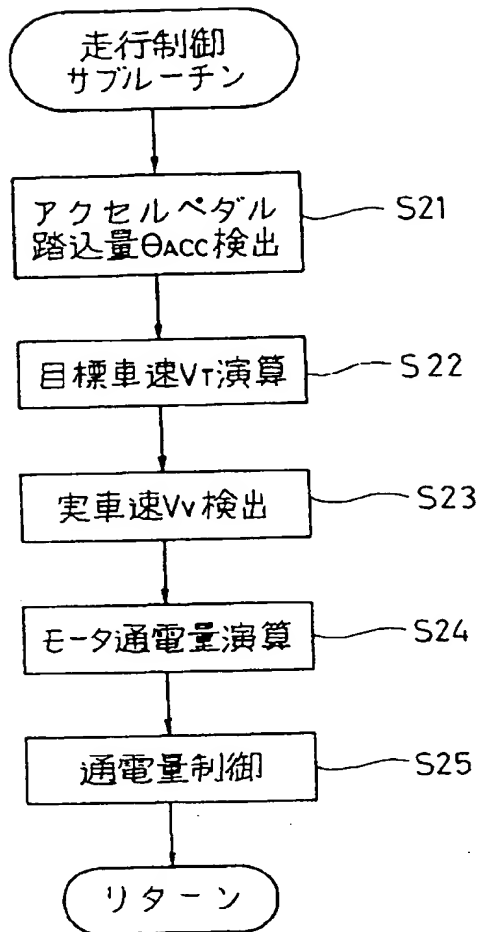 走行制御
サブルーチン
アクセルペダル
踏込量θACC検出
S21
目標車速VT演算
S22
実車速VV検出
S23
モータ通電量演算
S24
通電量制御
S25
リターン